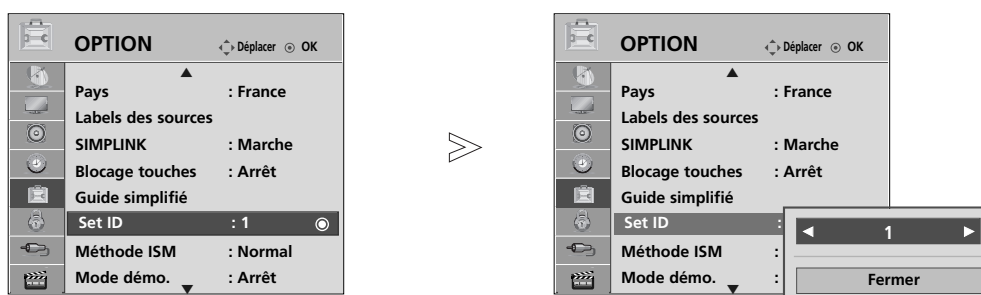 OPTION
Déplacer OK
Pays : France
Labels des sources
SIMPLINK : Marche
Blocage touches : Arrêt
Guide simplifié
Set ID : 1
Méthode ISM : Normal
Mode démo. : Arrêt
OPTION
Déplacer OK
Pays : France
Labels des sources
SIMPLINK : Marche
Blocage touches : Arrêt
Guide simplifié
Set ID :
Méthode ISM :
Mode démo. :
1
Fermer